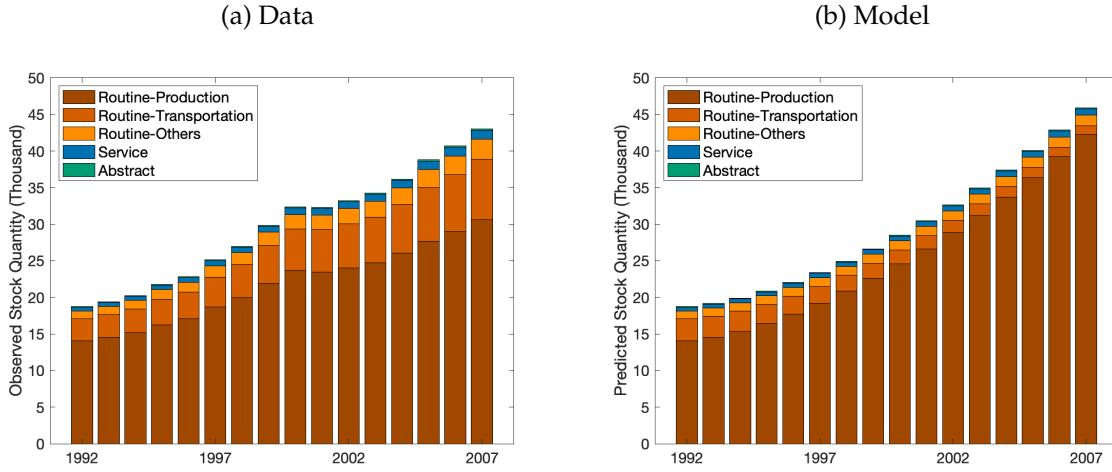 (a) Data
Observed Stock Quantity (Thousand)
50
45
40
35
30
25
20
15
10
5
0
Routine-Production
Routine-Transportation
Routine-Others
Service
Abstract
1992 1997 2002 2007
(b) Model
Predicted Stock Quantity (Thousand)
50
45
40
35
30
25
20
15
10
5
0
Routine-Production
Routine-Transportation
Routine-Others
Service
Abstract
1992 1997 2002 2007